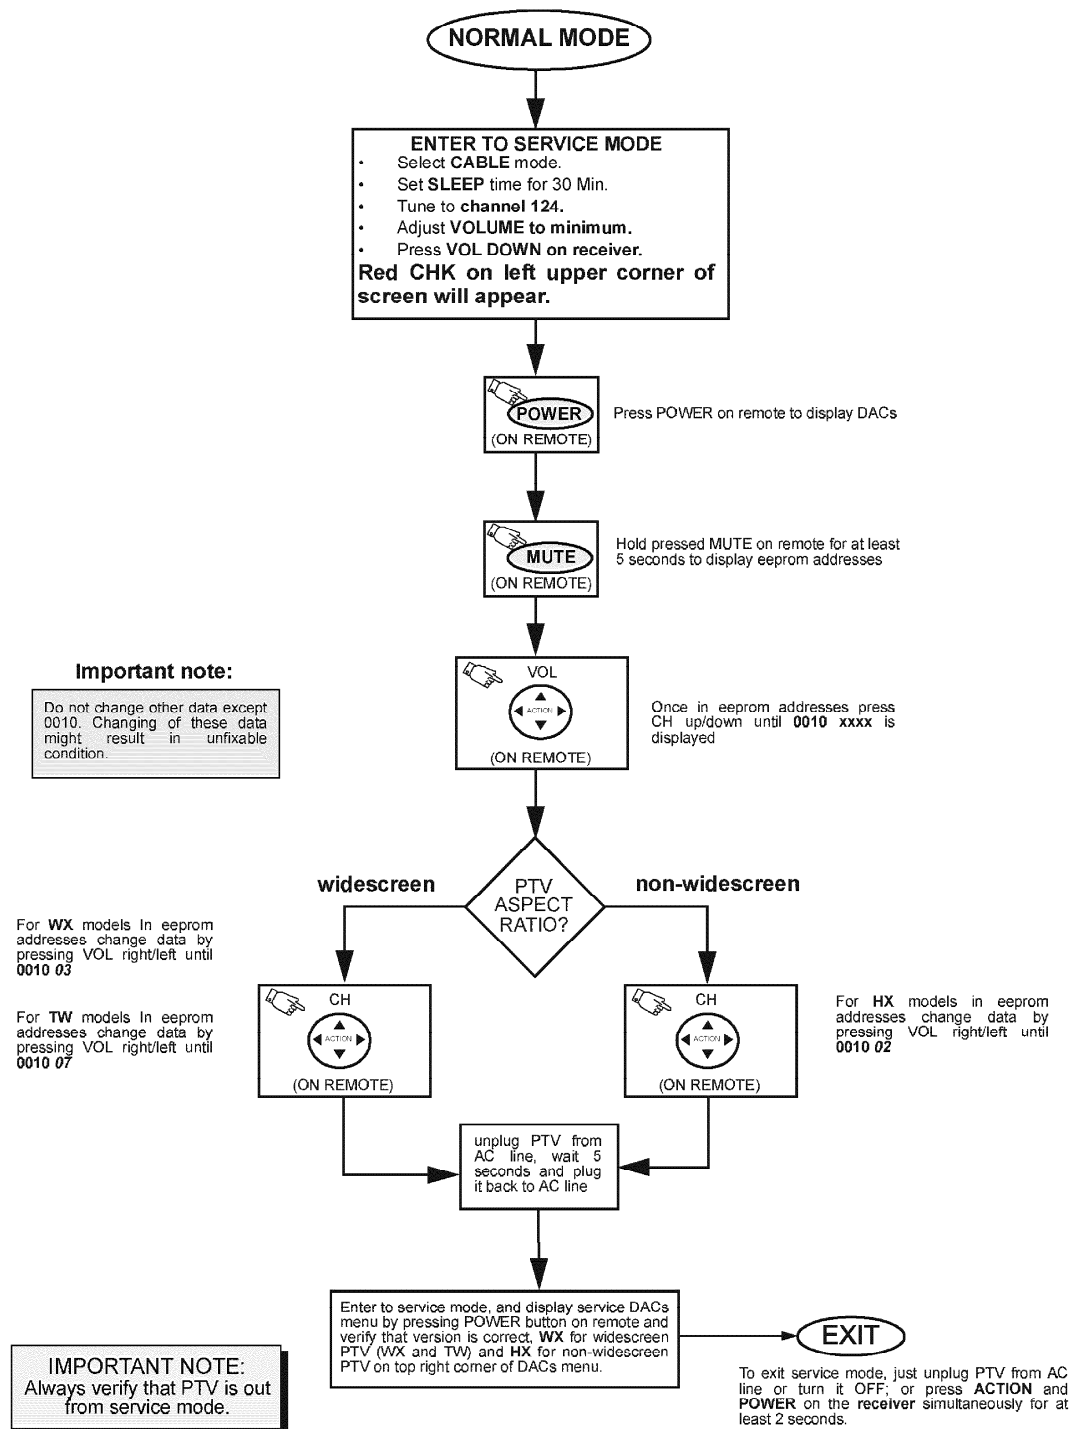 NORMAL MODE
ENTER TO SERVICE MODE
• Select CABLE mode.
• Set SLEEP time for 30 Min.
• Tune to channel 124.
• Adjust VOLUME to minimum.
• Press VOL DOWN on receiver.
Red CHK on left upper corner of
screen will appear.
POWER
(ON REMOTE)
Press POWER on remote to display DACs
MUTE
(ON REMOTE)
Hold pressed MUTE on remote for at least
5 seconds to display eeprom addresses
Important note:
Do not change other data except
0010. Changing of these data
might result in unfixable
condition.
VOL
ACTION
(ON REMOTE)
Once in eeprom addresses press
CH up/down until 0010 xxxx is
displayed
PTV
ASPECT
RATIO?
widescreen
non-widescreen
For WX models In eeprom
addresses change data by
pressing VOL right/left until
0010 03
For TW models In eeprom
addresses change data by
pressing VOL right/left until
0010 07
CH
ACTION
(ON REMOTE)
CH
ACTION
(ON REMOTE)
For HX models in eeprom
addresses change data by
pressing VOL right/left until
0010 02
unplug PTV from
AC line, wait 5
seconds and plug
it back to AC line
Enter to service mode, and display service DACs
menu by pressing POWER button on remote and
verify that version is correct, WX for widescreen
PTV (WX and TW) and HX for non-widescreen
PTV on top right corner of DACs menu.
EXIT
To exit service mode, just unplug PTV from AC
line or turn it OFF; or press ACTION and
POWER on the receiver simultaneously for at
least 2 seconds.
IMPORTANT NOTE:
Always verify that PTV is out
from service mode.